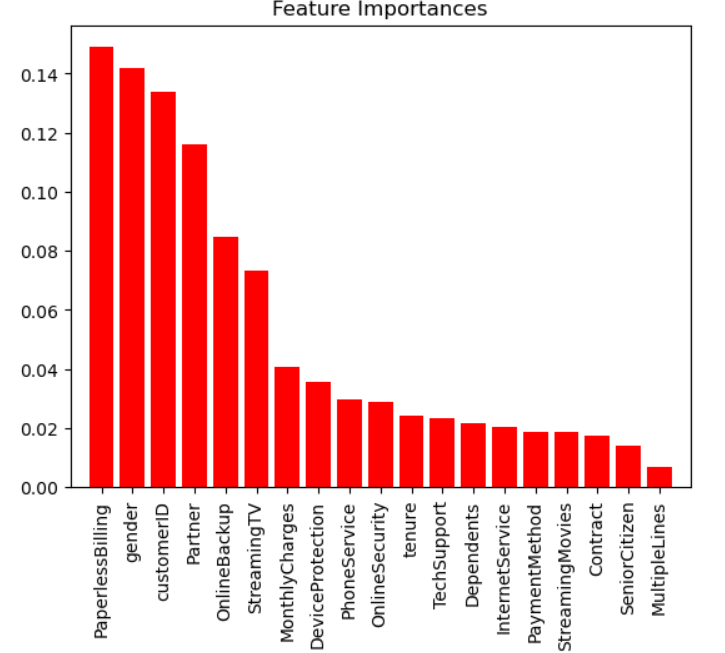 Feature Importances
0.14
0.12
0.10
0.08
0.06
0.04
0.02
0.00
PaperlessBilling
gender
customerID
Partner
OnlineBackup
StreamingTV
MonthlyCharges
DeviceProtection
PhoneService
OnlineSecurity
tenure
TechSupport
Dependents
InternetService
PaymentMethod
StreamingMovies
Contract
SeniorCitizen
MultipleLines